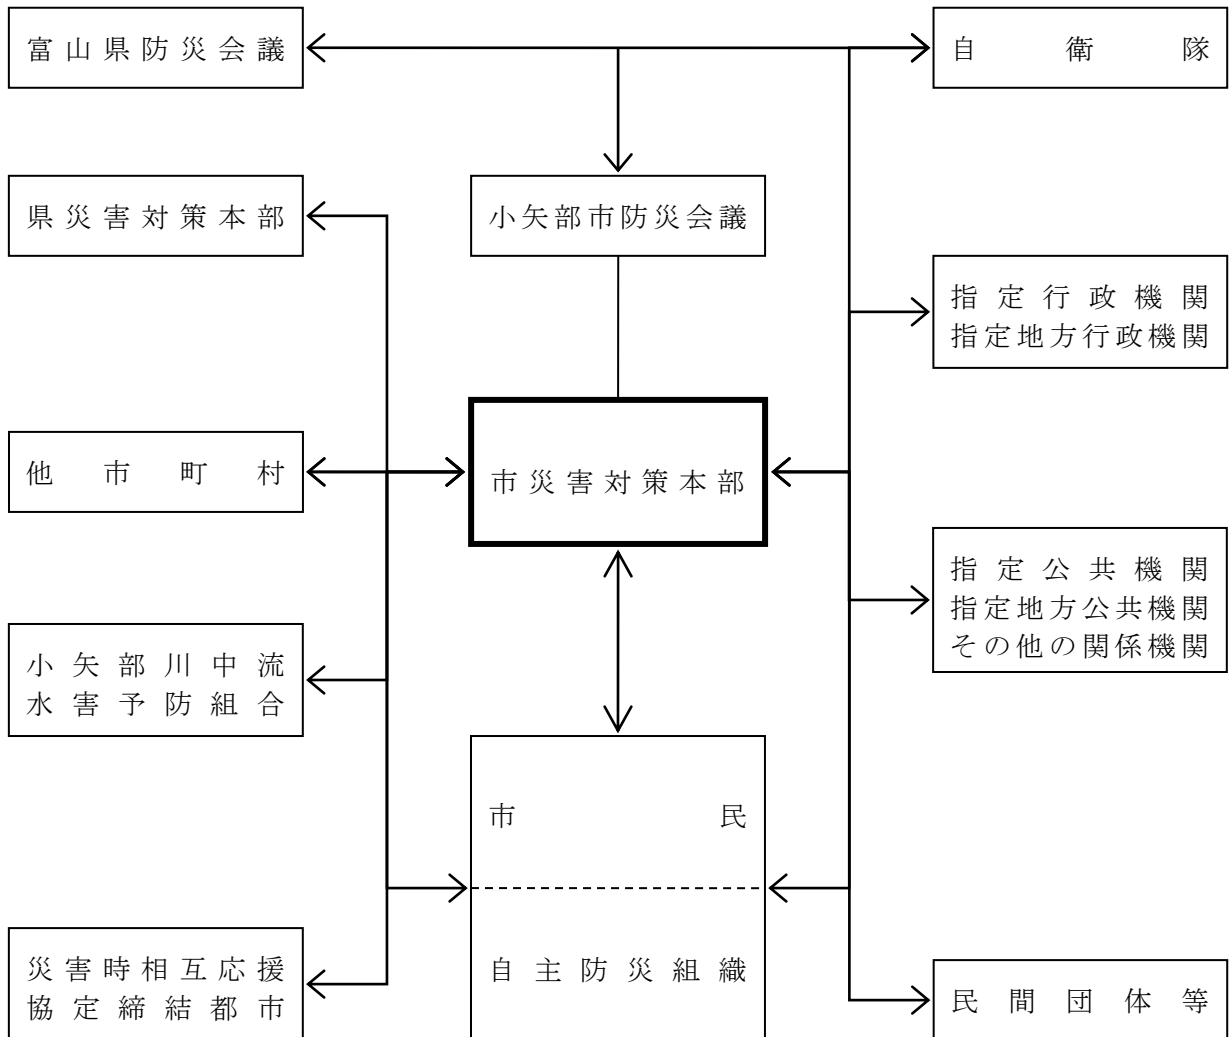 富山県防災会議
自衛隊
県災害対策本部
小矢部市防災会議
指定行政機関
指定地方行政機関
他市町村
市災害対策本部
指定公共機関
指定地方公共機関
その他の関係機関
小矢部川中流
水害予防組合
市民
自主防災組織
災害時相互応援
協定締結都市
民間団体等